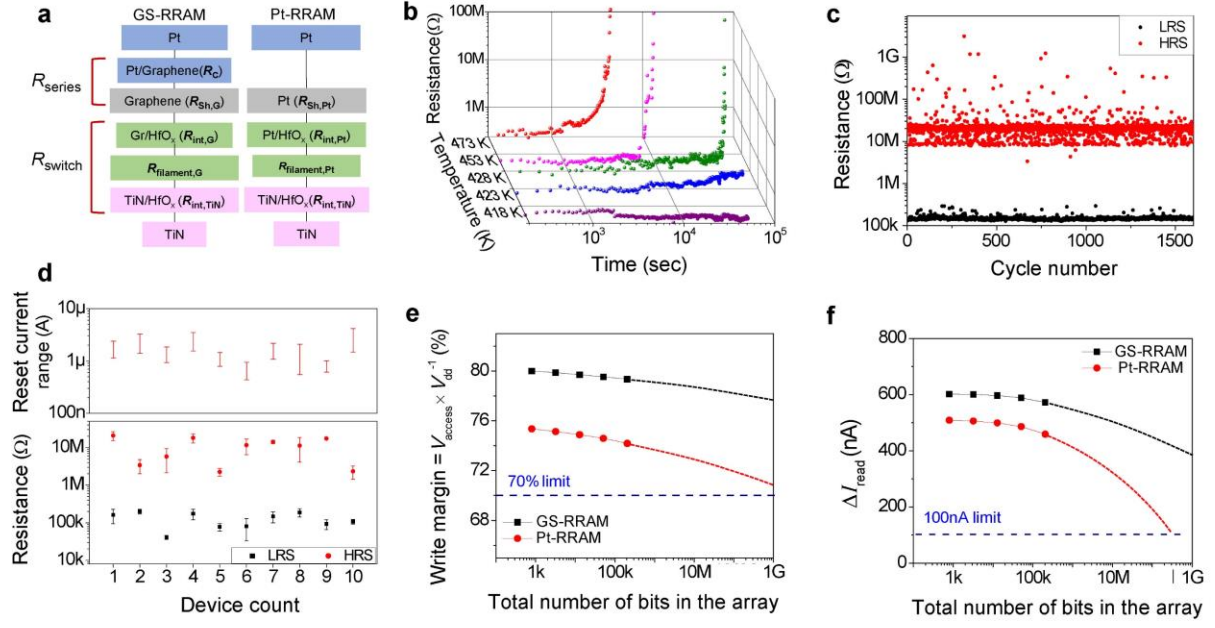 a
GS-RRAM Pt-RRAM
Pt Pt
Pt/Graphene(R_C)
R_series
Graphene (R_Sh,G) Pt (R_Sh,Pt)
Gr/HfO_x (R_int,G) Pt/HfO_x (R_int,Pt)
R_switch
R_filament,G R_filament,Pt
TiN/HfO_x (R_int,TiN) TiN/HfO_x (R_int,TiN)
TiN TiN
b
Resistance(Ω)
100M
10M
1M
473 K
453 K
428 K
423 K
418 K
Temperature (K)
10³ 10⁴ 10⁵
Time (sec)
c
LRS
HRS
Resistance (Ω)
1G
100M
10M
1M
100k
0 500 1000 1500
Cycle number
d
Reset current
range (A)
10µ
1µ
100n
Resistance (Ω)
10M
1M
100k
10k
LRS HRS
1 2 3 4 5 6 7 8 9 10
Device count
e
Write margin = V_access × V_dd⁻¹ (%)
80
76
72
68
70% limit
GS-RRAM
Pt-RRAM
1k 100k 10M 1G
Total number of bits in the array
f
GS-RRAM
Pt-RRAM
ΔI_read (nA)
800
600
400
200
0
100nA limit
1k 100k 10M 1G
Total number of bits in the array